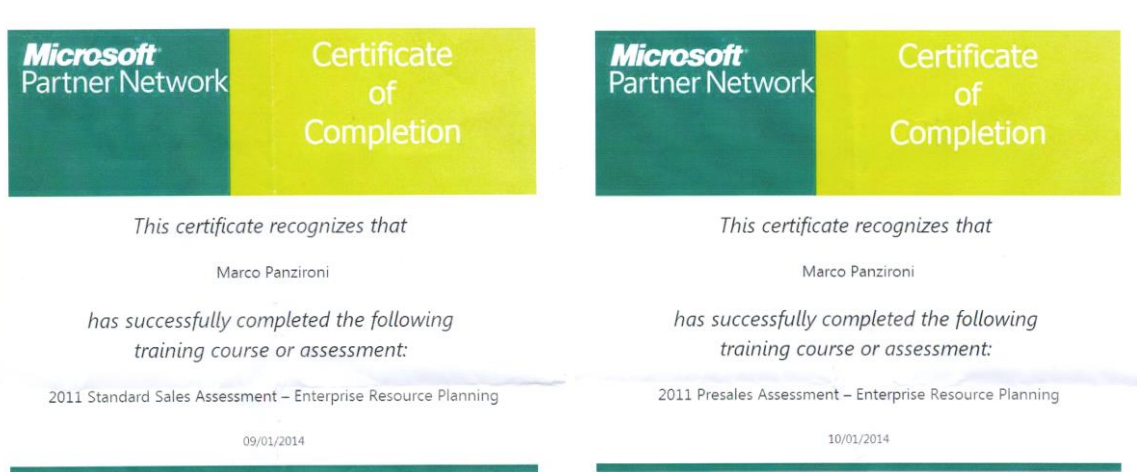 Microsoft
Partner Network
Certificate
of
Completion
This certificate recognizes that
Marco Panzironi
has successfully completed the following
training course or assessment:
2011 Standard Sales Assessment – Enterprise Resource Planning
09/01/2014
Microsoft
Partner Network
Certificate
of
Completion
This certificate recognizes that
Marco Panzironi
has successfully completed the following
training course or assessment:
2011 Presales Assessment – Enterprise Resource Planning
10/01/2014